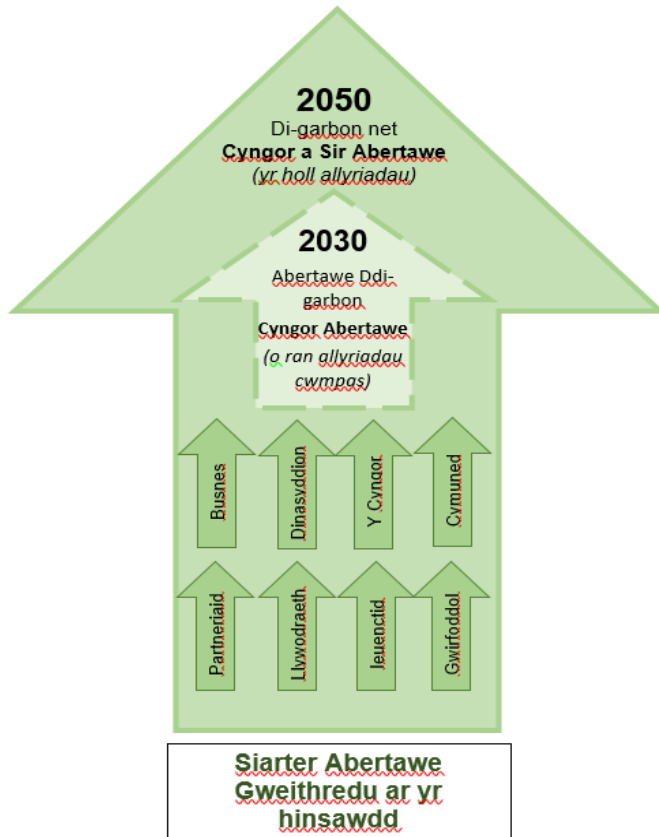 2050
Di-garbon net
Cyngor a Sir Abertawe
(yr holl allyriadau)
2030
Abertawe Ddi-
garbon
Cyngor Abertawe
(o ran allyriadau
cwmpas)
Busnes
Dinasyddion
Y Cyngor
Cymuned
Partneriaid
Llywodraeth
Ieuenctid
Gwirfoddol
Siarter Abertawe
Gweithredu ar yr
hinsawdd